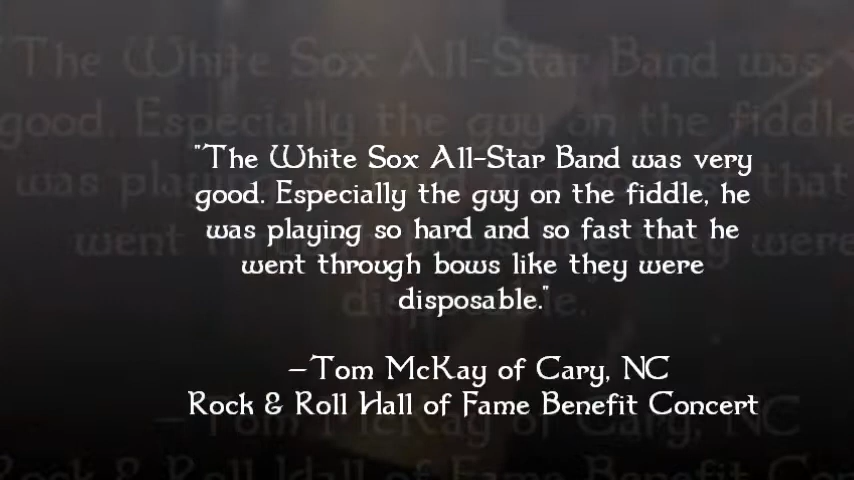 "The White Sox All-Star Band was very
good. Especially the guy on the fiddle, he
was playing so hard and so fast that he
went through bows like they were
disposable."
—Tom McKay of Cary, NC
Rock & Roll Hall of Fame Benefit Concert